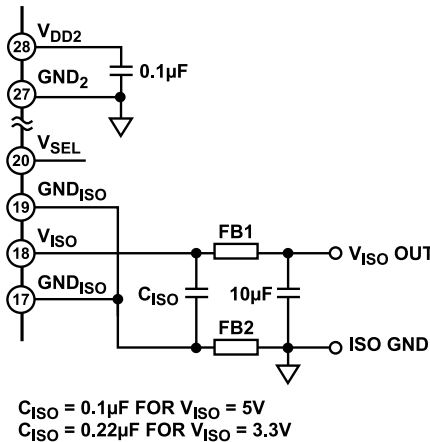 28 VDD2
0.1µF
27 GND2
20 VSEL
19 GNDISO
18 VISO
FB1
VISO OUT
17 GNDISO
CISO
10µF
FB2
ISO GND
CISO = 0.1µF FOR VISO = 5V
CISO = 0.22µF FOR VISO = 3.3V